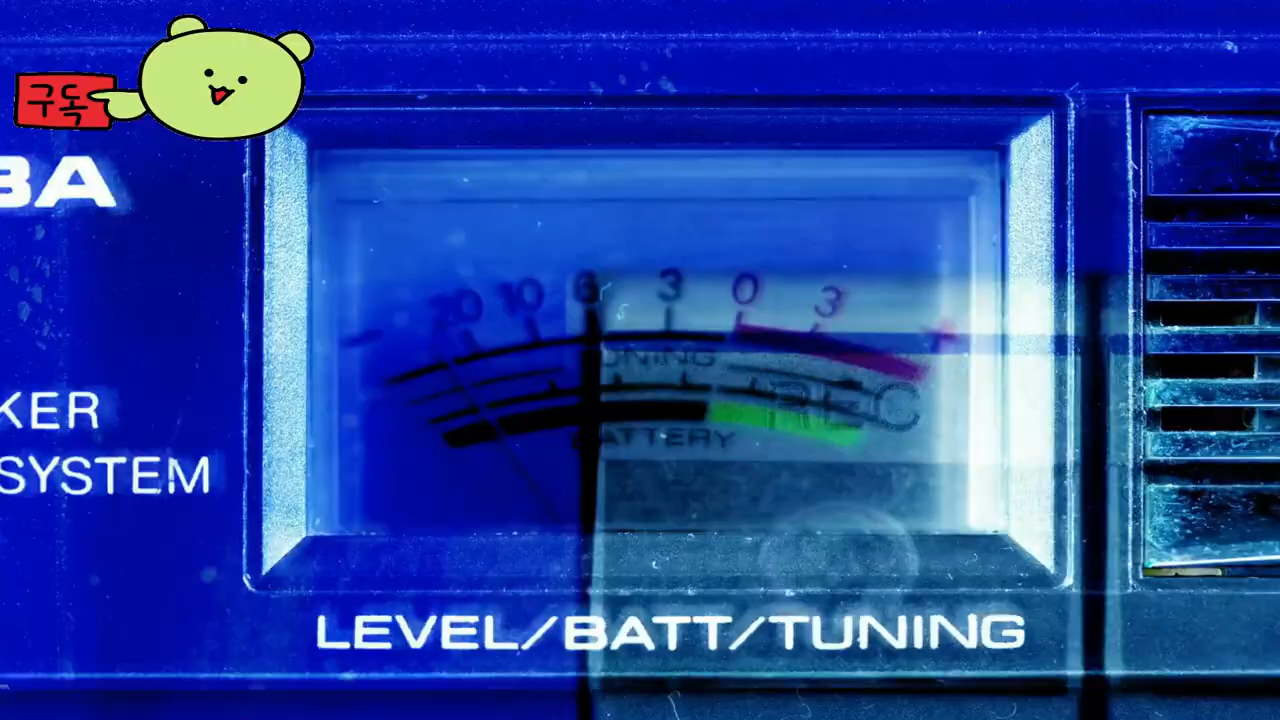 구독
BA
20 10 6 3 0 3
TUNING
REC
KER
BATTERY
SYSTEM
LEVEL/BATT/TUNING